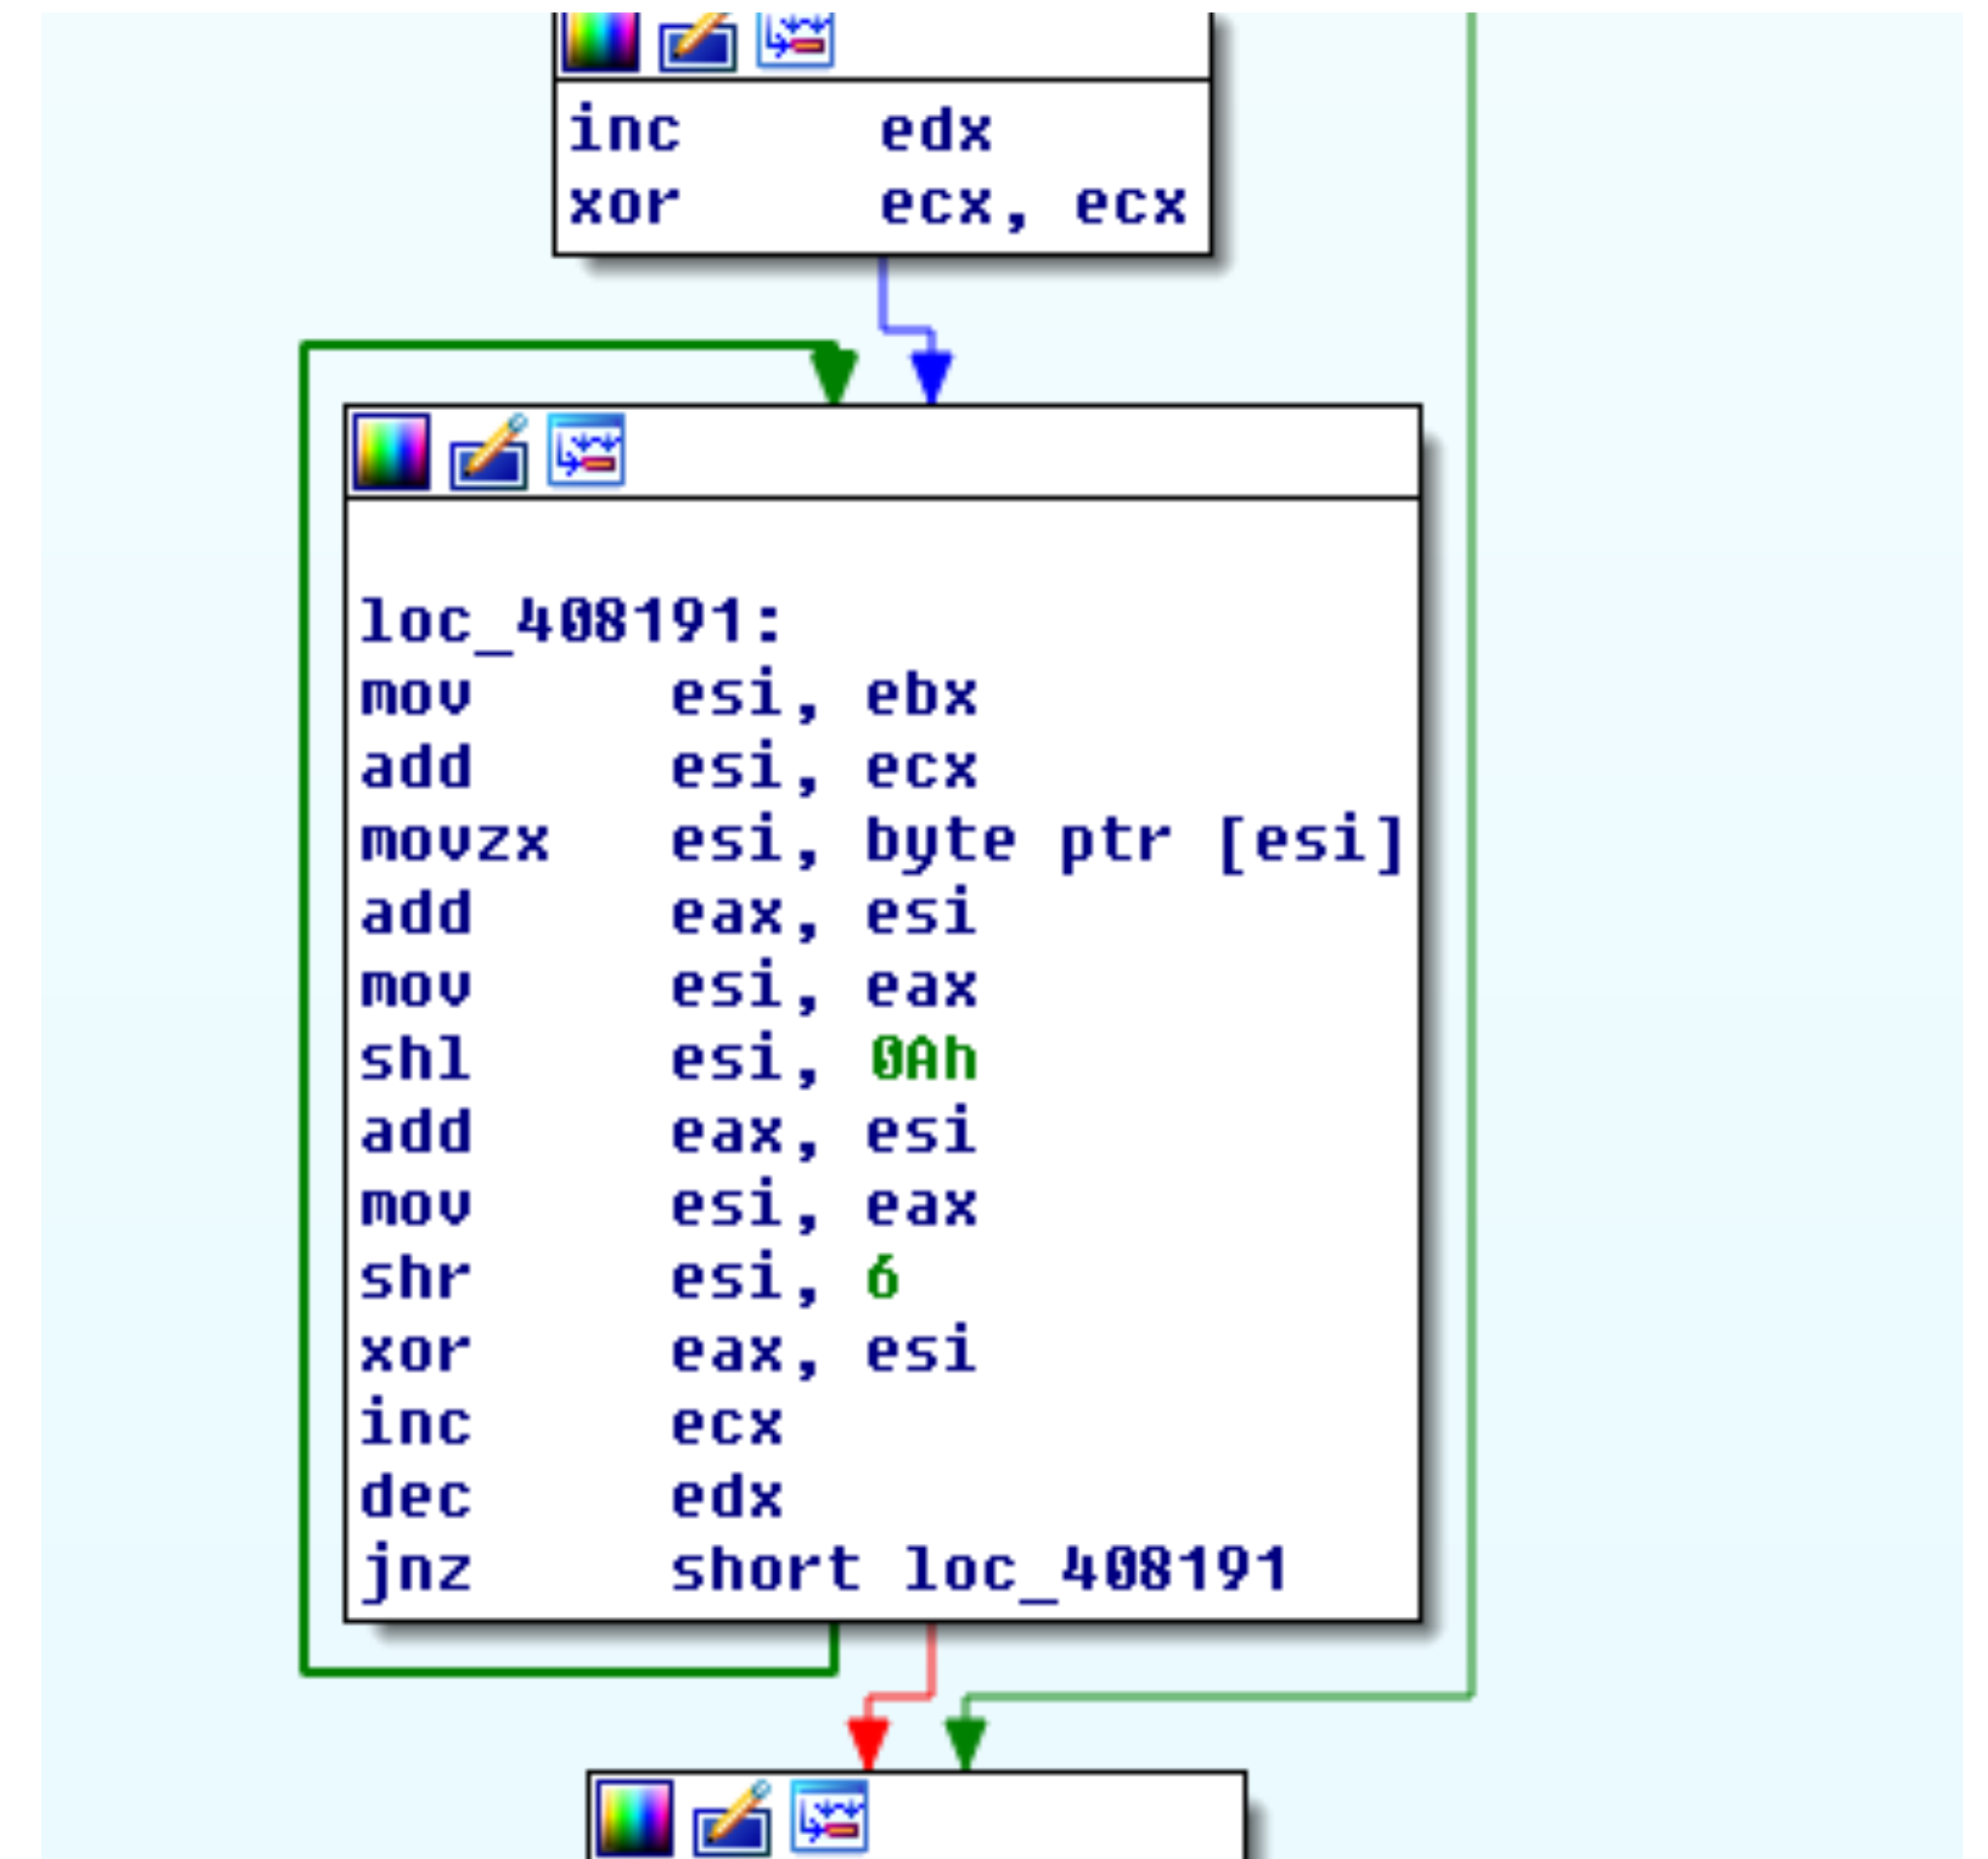 inc edx
xor ecx, ecx
loc_408191:
mov esi, ebx
add esi, ecx
movzx esi, byte ptr [esi]
add eax, esi
mov esi, eax
shl esi, 0Ah
add eax, esi
mov esi, eax
shr esi, 6
xor eax, esi
inc ecx
dec edx
jnz short loc_408191